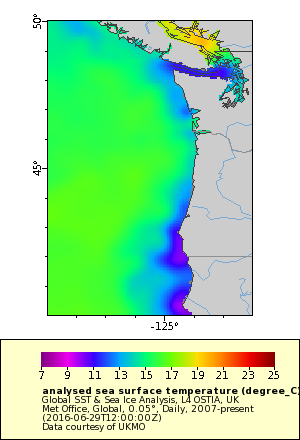 50°
45°
-125°
7 9 11 13 15 17 19 21 23 25
analysed sea surface temperature (degree_C)
Global SST & Sea Ice Analysis, L4 OSTIA, UK
Met Office, Global, 0.05°, Daily, 2007-present
(2016-06-29T12:00:00Z)
Data courtesy of UKMO